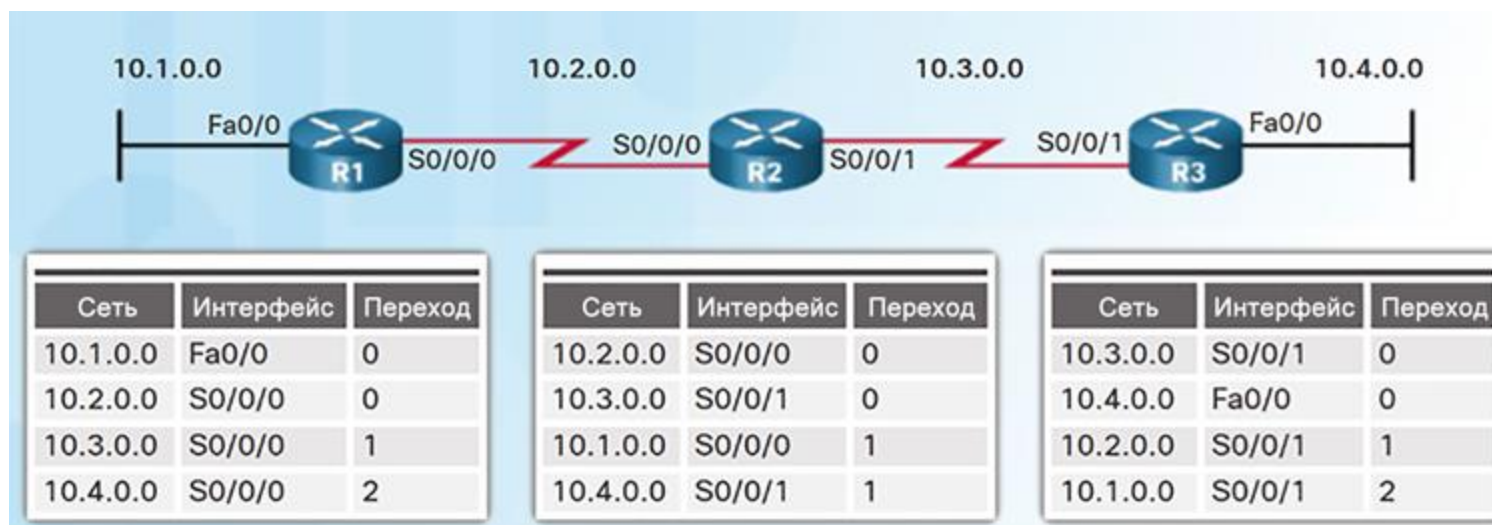 10.1.0.0 10.2.0.0 10.3.0.0 10.4.0.0
Fa0/0 R1 S0/0/0 S0/0/0 R2 S0/0/1 S0/0/1 R3 Fa0/0
Сеть Интерфейс Переход
10.1.0.0 Fa0/0 0
10.2.0.0 S0/0/0 0
10.3.0.0 S0/0/0 1
10.4.0.0 S0/0/0 2
Сеть Интерфейс Переход
10.2.0.0 S0/0/0 0
10.3.0.0 S0/0/1 0
10.1.0.0 S0/0/0 1
10.4.0.0 S0/0/1 1
Сеть Интерфейс Переход
10.3.0.0 S0/0/1 0
10.4.0.0 Fa0/0 0
10.2.0.0 S0/0/1 1
10.1.0.0 S0/0/1 2